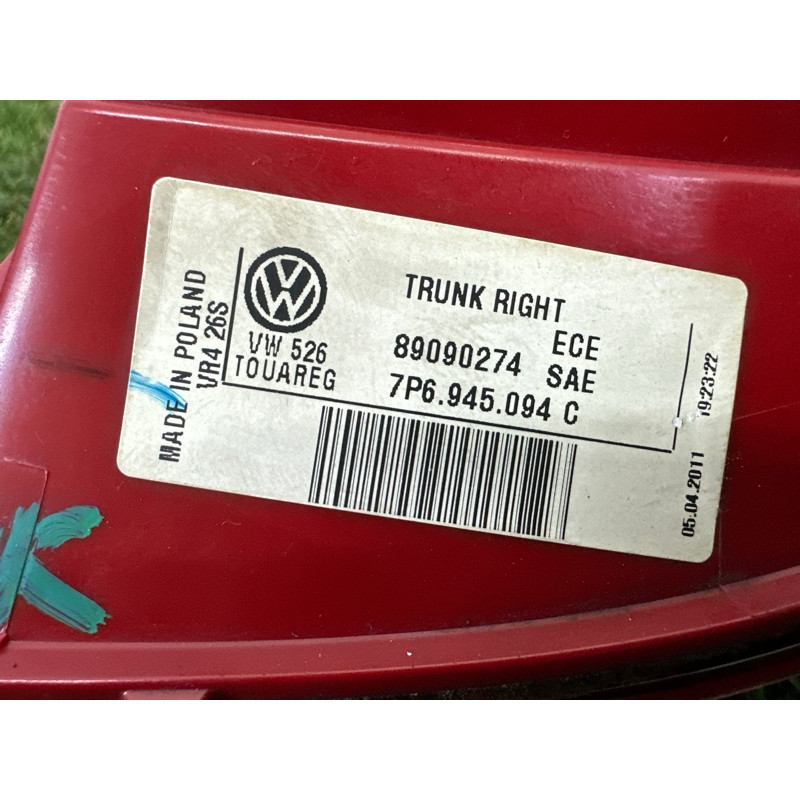 MADE IN POLAND
VR4 26S
VW 526
TOUAREG
TRUNK RIGHT
89090274
ECE
SAE
7P6.945.094 C
05.04.2011 19:23:22
K